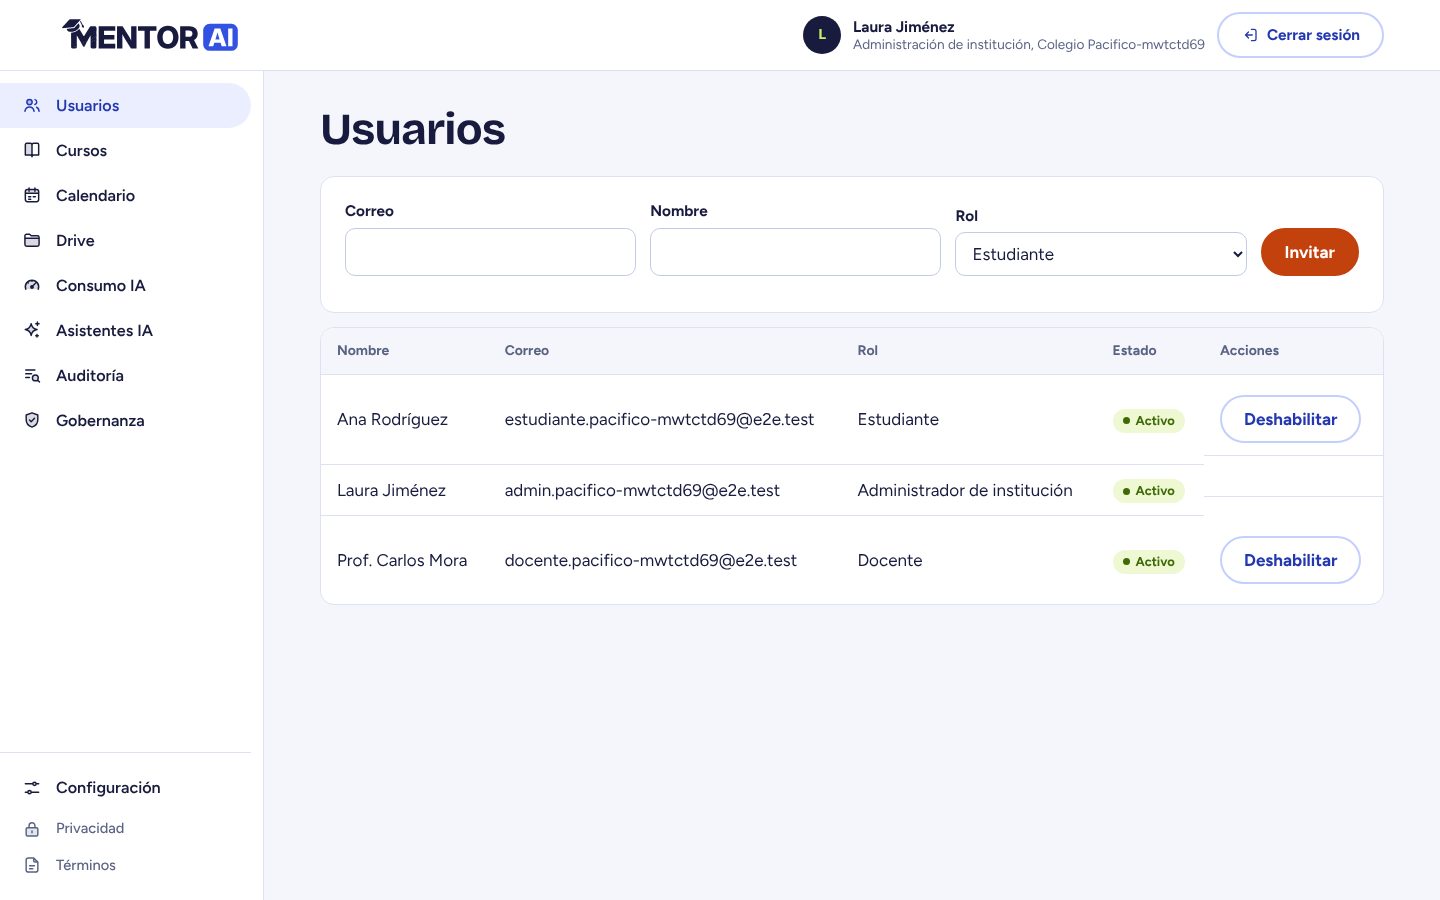 MENTOR AI
L
Laura Jiménez
Administración de institución, Colegio Pacifico-mwtctd69
Cerrar sesión
Usuarios
Cursos
Calendario
Drive
Consumo IA
Asistentes IA
Auditoría
Gobernanza
Configuración
Privacidad
Términos
Usuarios
Correo
Nombre
Rol
Estudiante
Invitar
Nombre Correo Rol Estado Acciones
Ana Rodríguez estudiante.pacifico-mwtctd69@e2e.test Estudiante Activo Deshabilitar
Laura Jiménez admin.pacifico-mwtctd69@e2e.test Administrador de institución Activo
Prof. Carlos Mora docente.pacifico-mwtctd69@e2e.test Docente Activo Deshabilitar